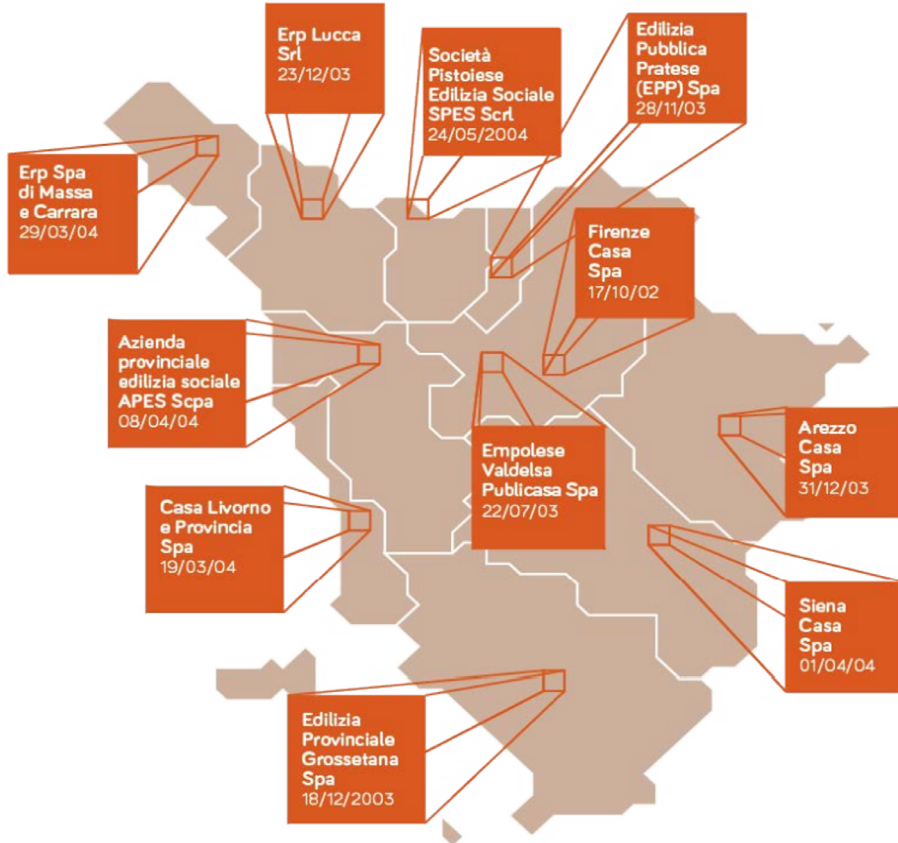 Erp Lucca
Srl
23/12/03
Società
Pistoiese
Edilizia Sociale
SPES Scrl
24/05/2004
Edilizia
Pubblica
Pratese
(EPP) Spa
28/11/03
Erp Spa
di Massa
e Carrara
29/03/04
Firenze
Casa
Spa
17/10/02
Azienda
provinciale
edilizia sociale
APES Scpa
08/04/04
Arezzo
Casa
Spa
31/12/03
Empolese
Valdelsa
Publicasa Spa
22/07/03
Casa Livorno
e Provincia
Spa
19/03/04
Siena
Casa
Spa
01/04/04
Edilizia
Provinciale
Grossetana
Spa
18/12/2003